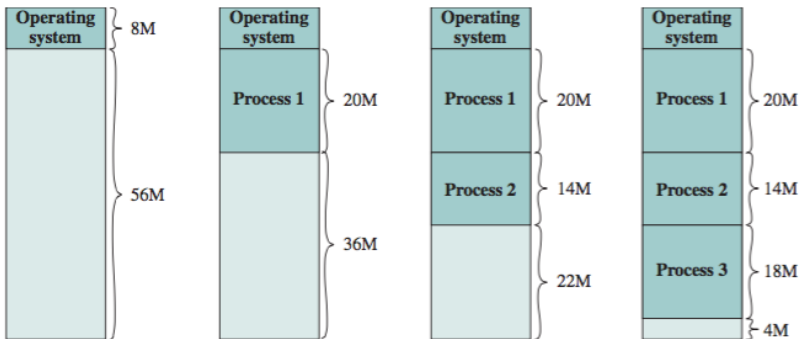 Operating
system
8M
56M
Operating
system
Process 1
20M
36M
Operating
system
Process 1
20M
Process 2
14M
22M
Operating
system
Process 1
20M
Process 2
14M
Process 3
18M
4M